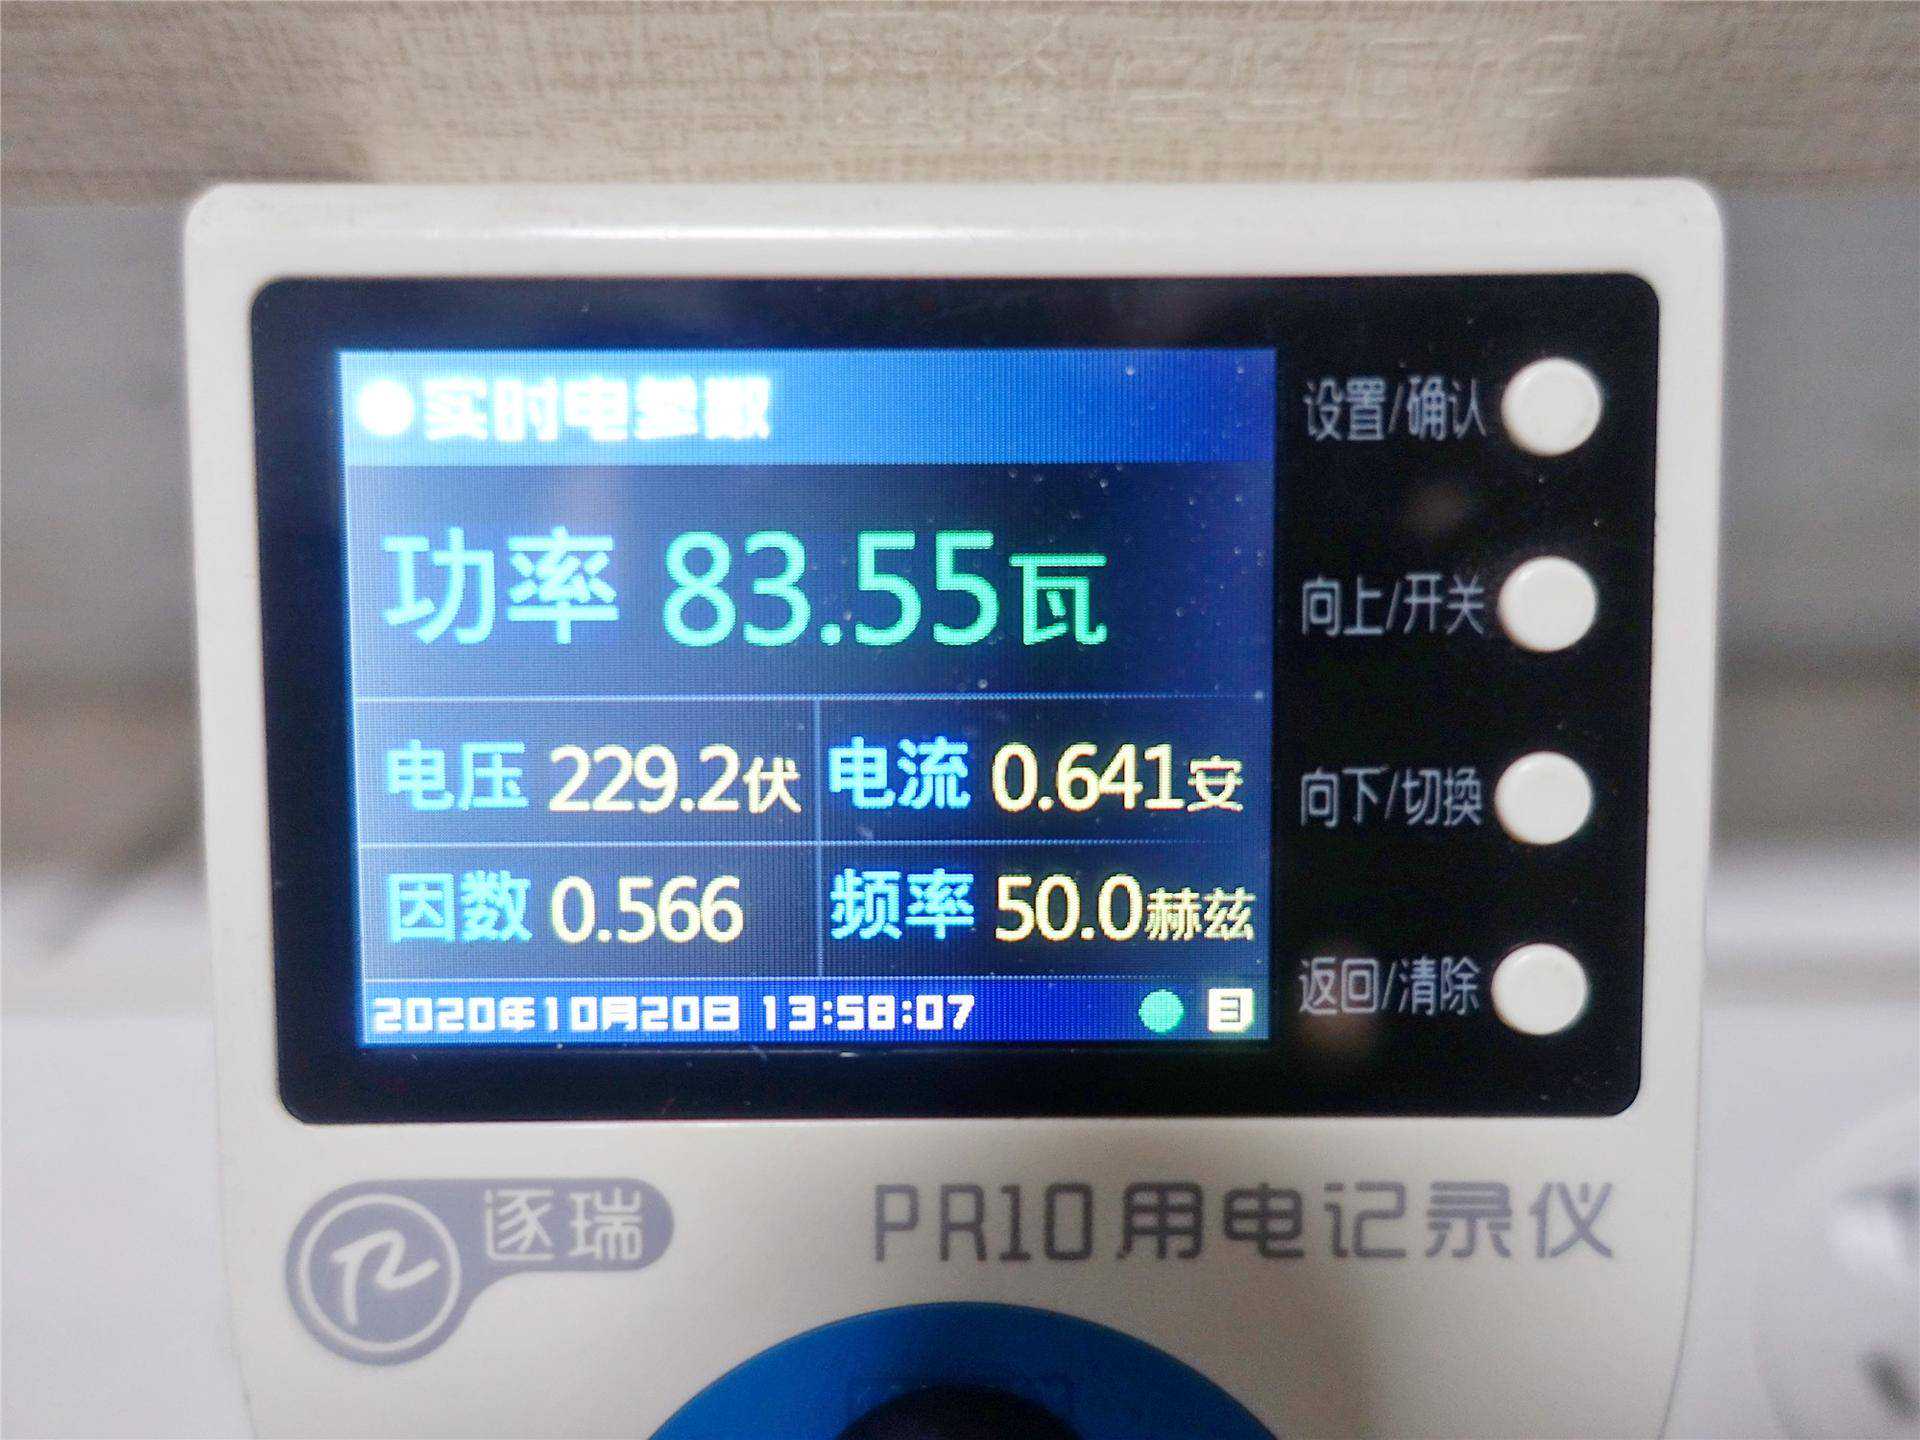 实时电参数
功率 83.55瓦
电压 229.2伏 电流 0.641安
因数 0.566 频率 50.0赫兹
2020年10月20日 13:58:07
设置/确认
向上/开关
向下/切换
返回/清除
逐瑞
PR10用电记录仪